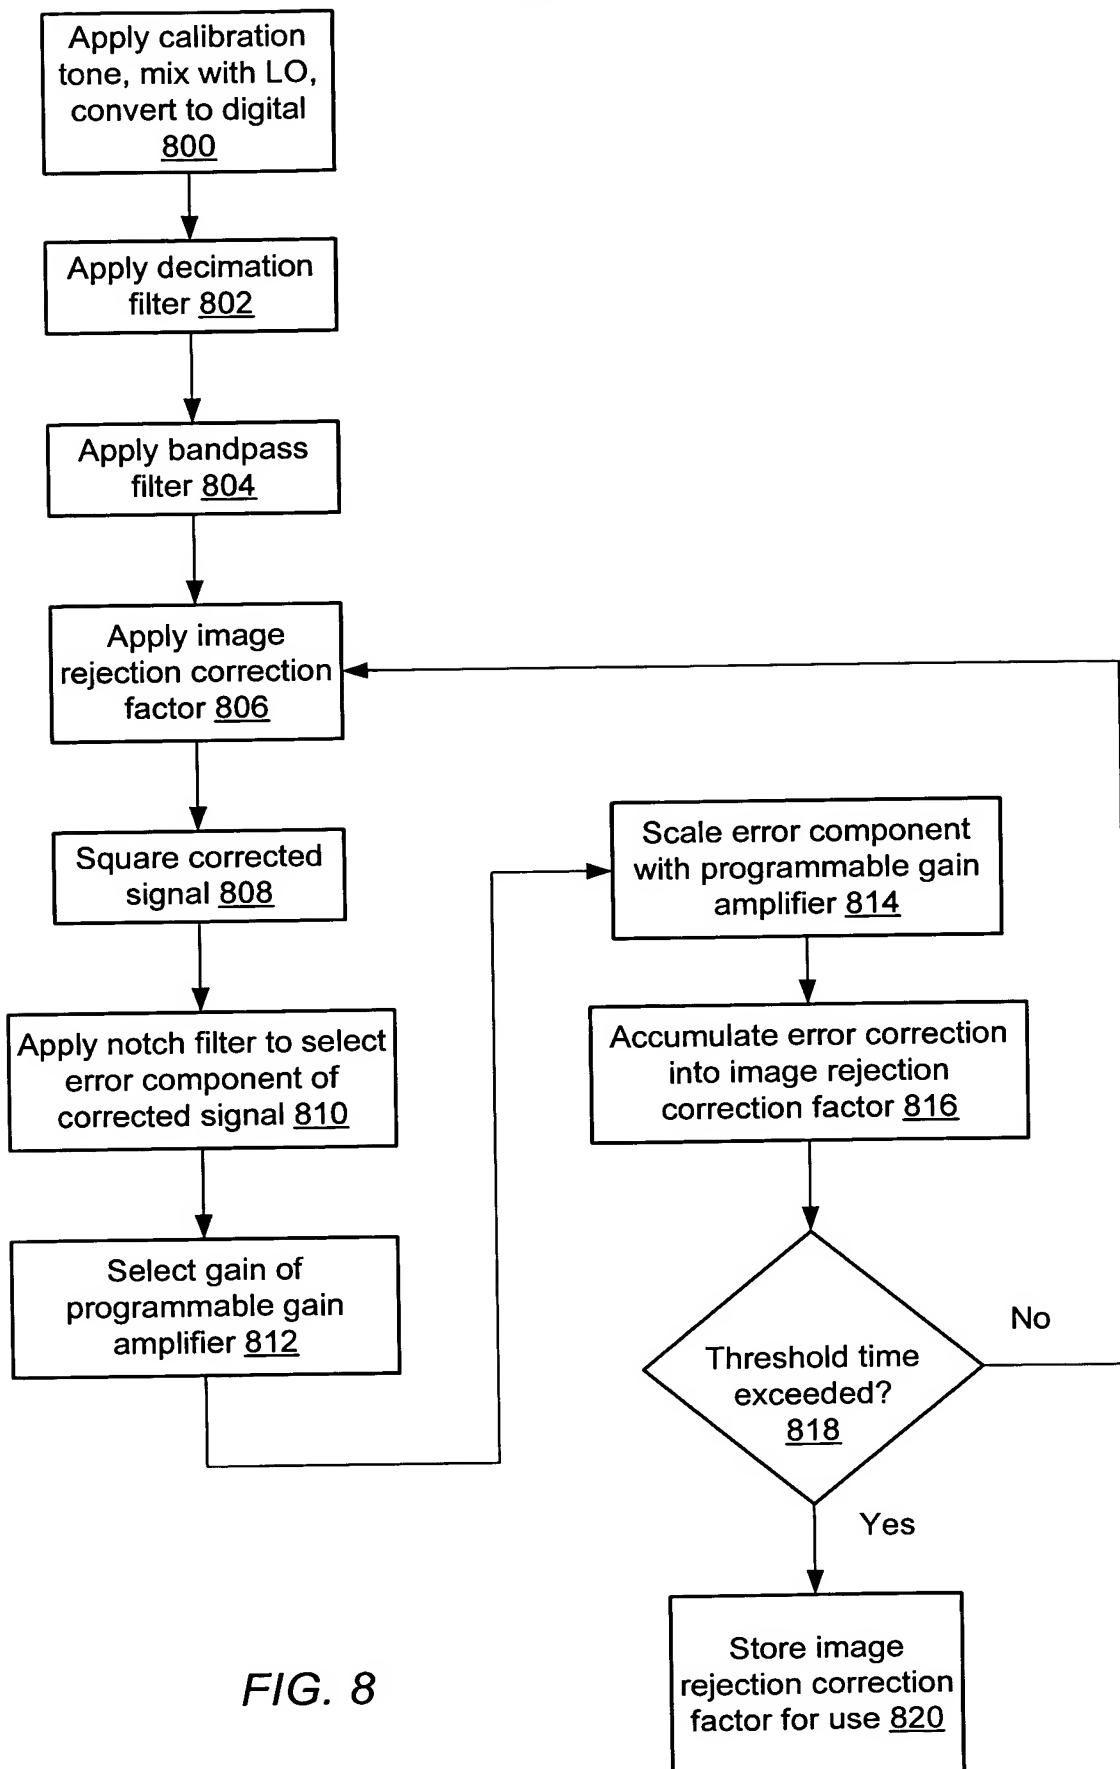 Apply calibration
tone, mix with LO,
convert to digital
800
Apply decimation
filter 802
Apply bandpass
filter 804
Apply image
rejection correction
factor 806
Square corrected
signal 808
Apply notch filter to select
error component of
corrected signal 810
Select gain of
programmable gain
amplifier 812
Scale error component
with programmable gain
amplifier 814
Accumulate error correction
into image rejection
correction factor 816
Threshold time
exceeded?
818
No
Yes
Store image
rejection correction
factor for use 820
FIG. 8